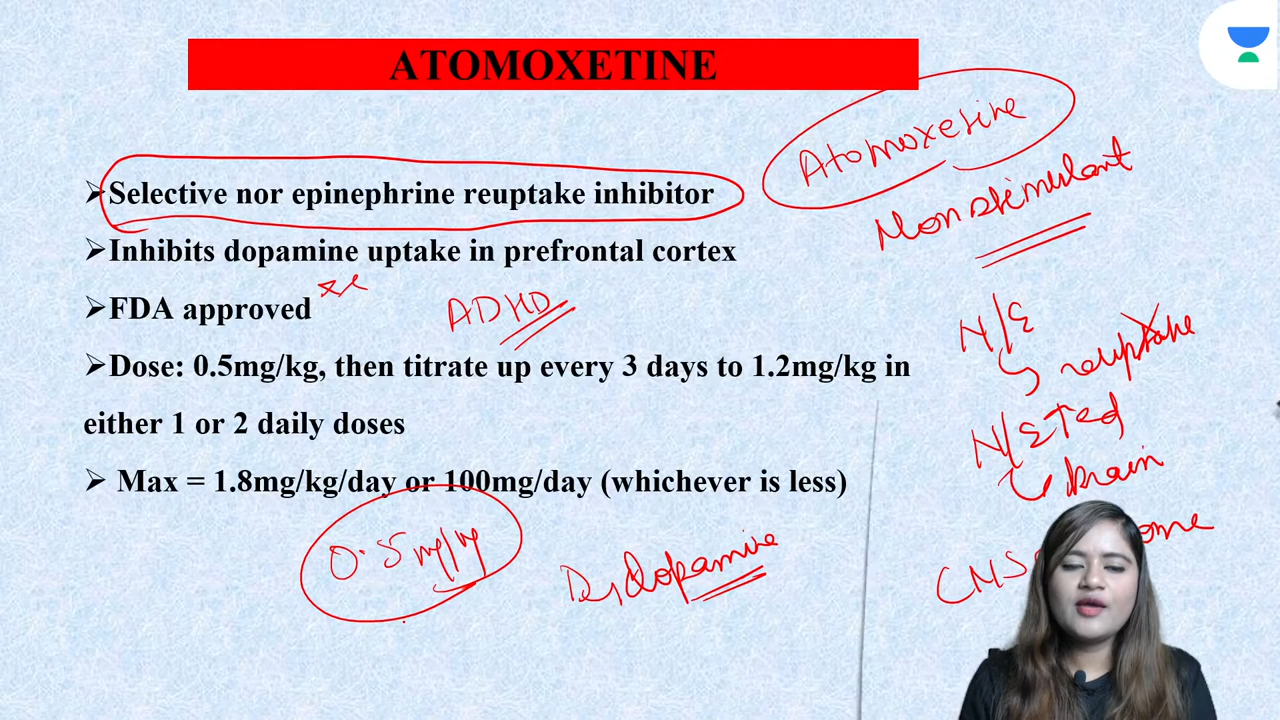 ATOMOXETINE
Atomoxetine
Non stimulant
➢Selective nor epinephrine reuptake inhibitor
➢Inhibits dopamine uptake in prefrontal cortex
➢FDA approved
ADHD
N/E
reuptake
➢Dose: 0.5mg/kg, then titrate up every 3 days to 1.2mg/kg in
either 1 or 2 daily doses
N/E
brain
➢ Max = 1.8mg/kg/day or 100mg/day (whichever is less)
0.5 mg/kg
dopamine
CNS